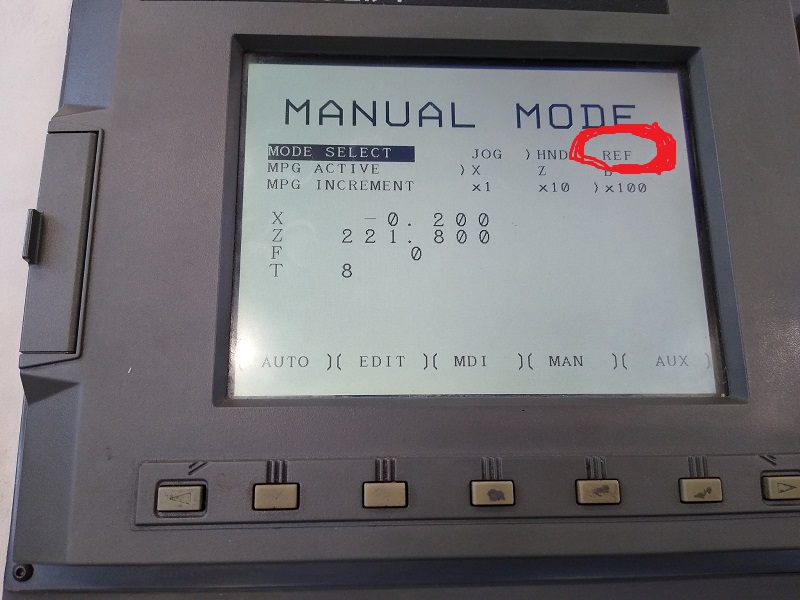 MANUAL MODE
MODE SELECT JOG )HND REF
MPG ACTIVE )X Z
MPG INCREMENT x1 x10 )x100
X -0.200
Z 221.800
F 0
T 8
AUTO )( EDIT )( MDI )( MAN )( AUX )